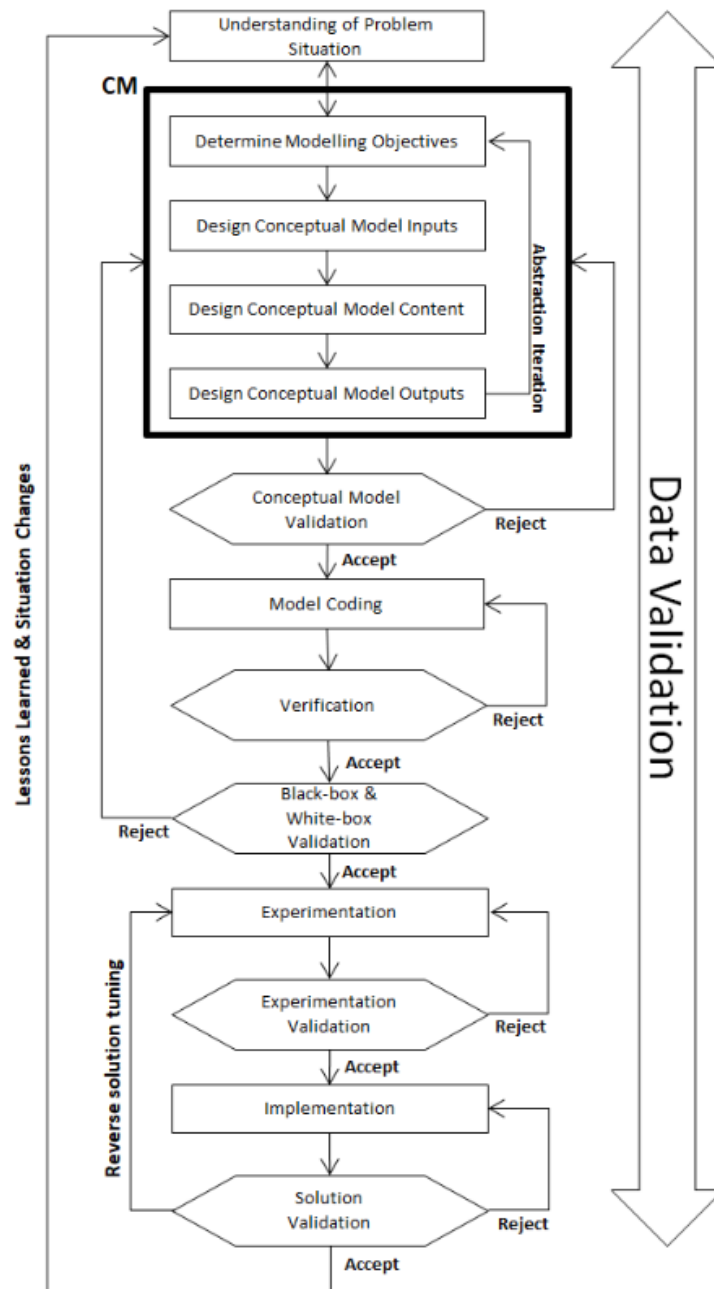 Understanding of Problem
Situation
CM
Determine Modelling Objectives
Design Conceptual Model Inputs
Design Conceptual Model Content
Design Conceptual Model Outputs
Abstraction Iteration
Conceptual Model
Validation
Reject
Accept
Model Coding
Verification
Reject
Accept
Black-box &
White-box
Validation
Reject
Accept
Experimentation
Experimentation
Validation
Reject
Accept
Implementation
Solution
Validation
Reject
Accept
Reverse solution tuning
Lessons Learned & Situation Changes
Data Validation